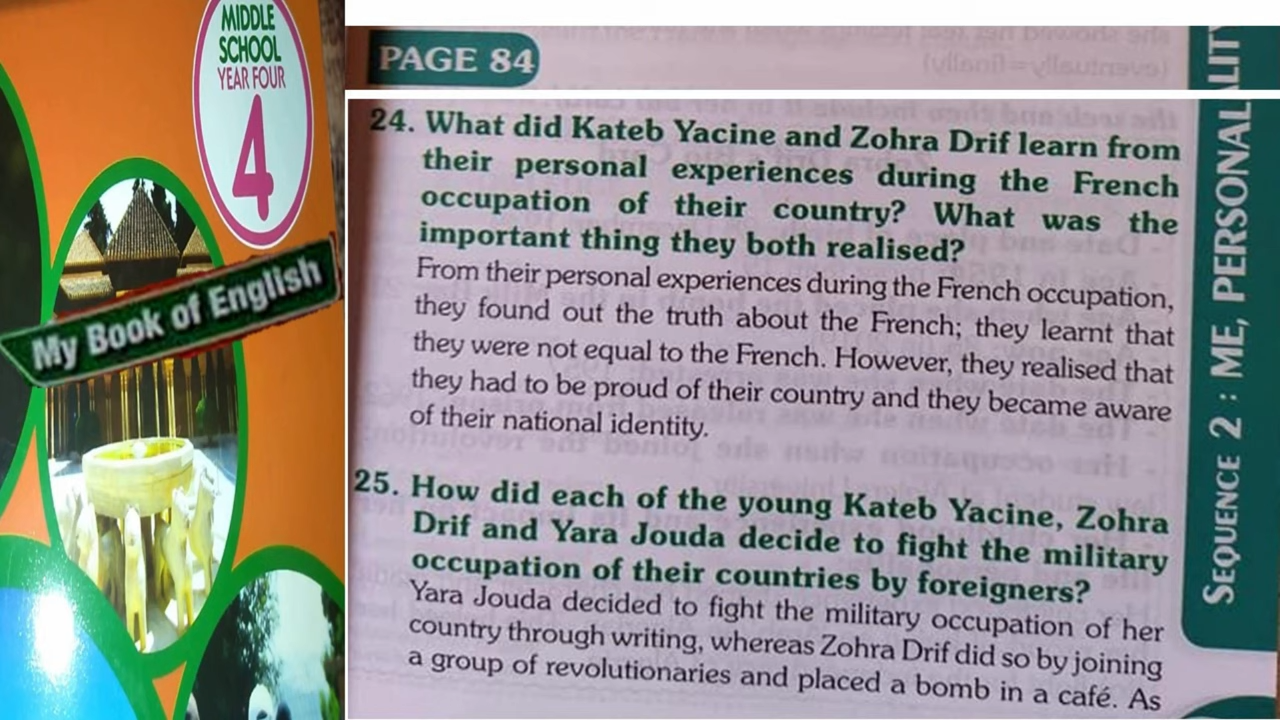 MIDDLE
SCHOOL
YEAR FOUR
4
My Book of English
PAGE 84
24. What did Kateb Yacine and Zohra Drif learn from
their personal experiences during the French
occupation of their country? What was the
important thing they both realised?
From their personal experiences during the French occupation,
they found out the truth about the French; they learnt that
they were not equal to the French. However, they realised that
they had to be proud of their country and they became aware
of their national identity.
25. How did each of the young Kateb Yacine, Zohra
Drif and Yara Jouda decide to fight the military
occupation of their countries by foreigners?
Yara Jouda decided to fight the military occupation of her
country through writing, whereas Zohra Drif did so by joining
a group of revolutionaries and placed a bomb in a café. As
SEQUENCE 2 : ME, PERSONALIT